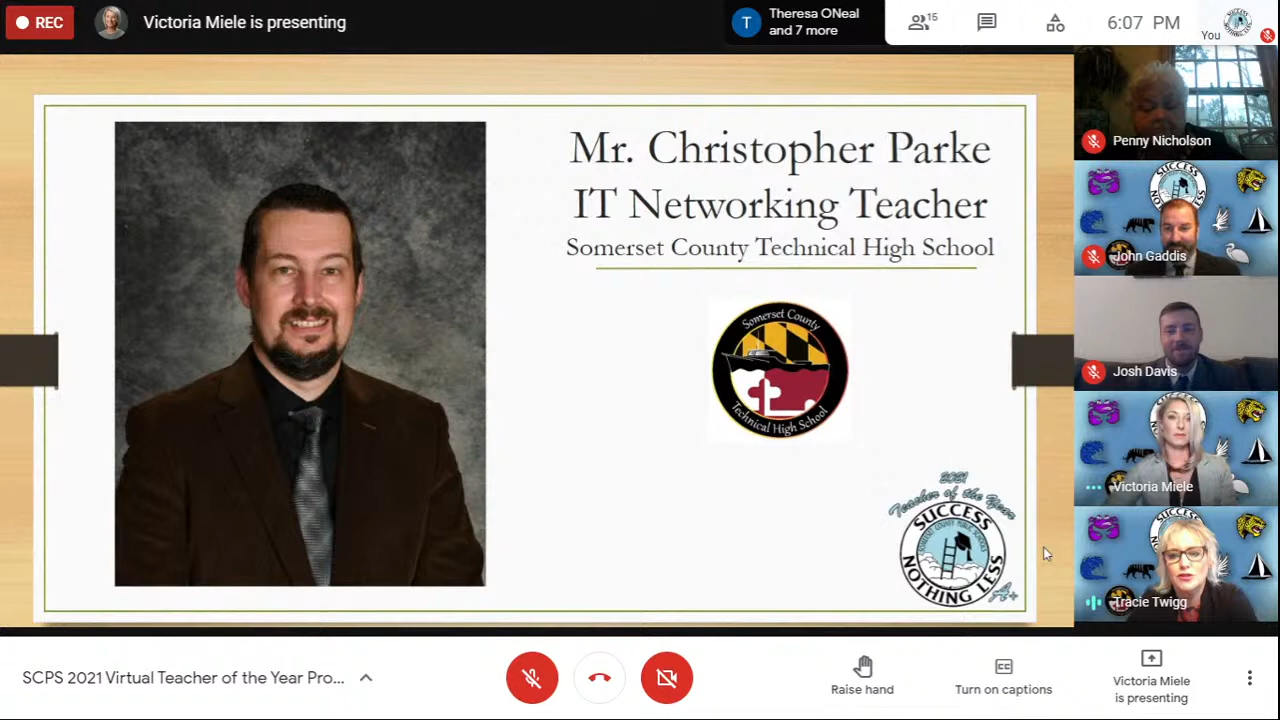 REC
Victoria Miele is presenting
T
Theresa ONeal
and 7 more
15
6:07 PM
You
Mr. Christopher Parke
IT Networking Teacher
Somerset County Technical High School
Somerset County
Technical High School
2021
Teacher of the Year
SUCCESS
NOTHING LESS
A+
Penny Nicholson
SUCCESS
John Gaddis
Josh Davis
Victoria Miele
Tracie Twigg
SCPS 2021 Virtual Teacher of the Year Pro...
Raise hand
CC
Turn on captions
Victoria Miele
is presenting